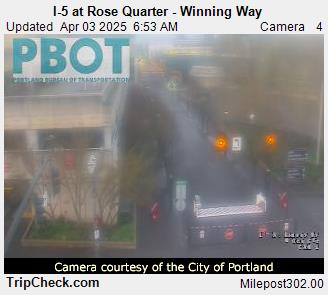 I-5 at Rose Quarter - Winning Way
Updated Apr 03 2025 6:53 AM Camera 4
PBOT
PORTLAND BUREAU OF TRANSPORTATION
Camera courtesy of the City of Portland
TripCheck.com Milepost302.00